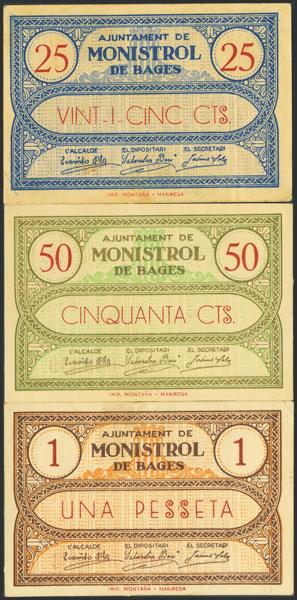 25 AJUNTAMENT DE 25
MONISTROL
DE BAGES
VINT-I-CINC CTS.
L'ALCALDE EL DIPOSITARI EL SECRETARI
IMP. MONTAÑA - MANRESA
50 AJUNTAMENT DE 50
MONISTROL
DE BAGES
CINQUANTA CTS.
L'ALCALDE EL DIPOSITARI EL SECRETARI
IMP. MONTAÑA - MANRESA
1 AJUNTAMENT DE 1
MONISTROL
DE BAGES
UNA PESSETA
L'ALCALDE EL DIPOSITARI EL SECRETARI
IMP. MONTAÑA - MANRESA